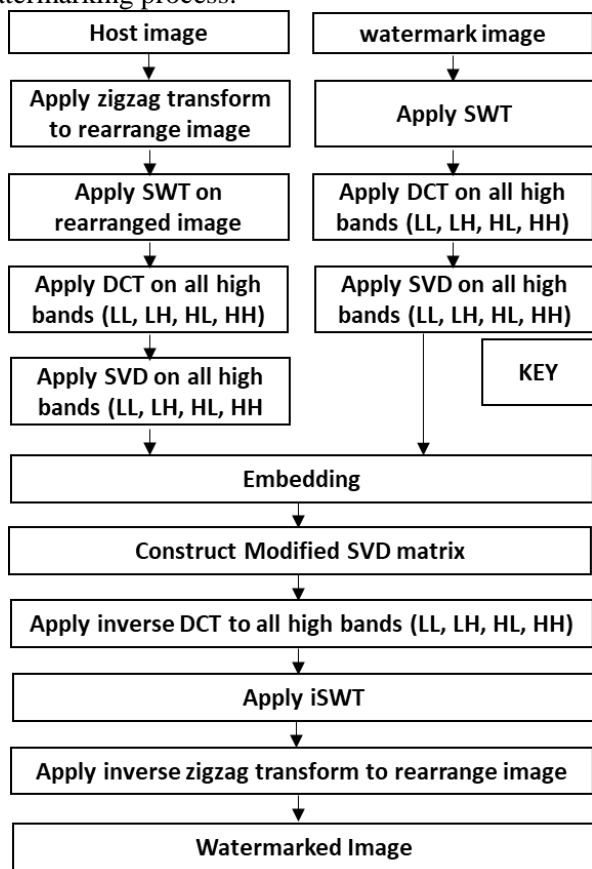 watermarking process.
Host image
Apply zigzag transform
to rearrange image
Apply SWT on
rearranged image
Apply DCT on all high
bands (LL, LH, HL, HH)
Apply SVD on all high
bands (LL, LH, HL, HH
watermark image
Apply SWT
Apply DCT on all high
bands (LL, LH, HL, HH)
Apply SVD on all high
bands (LL, LH, HL, HH)
KEY
Embedding
Construct Modified SVD matrix
Apply inverse DCT to all high bands (LL, LH, HL, HH)
Apply iSWT
Apply inverse zigzag transform to rearrange image
Watermarked Image